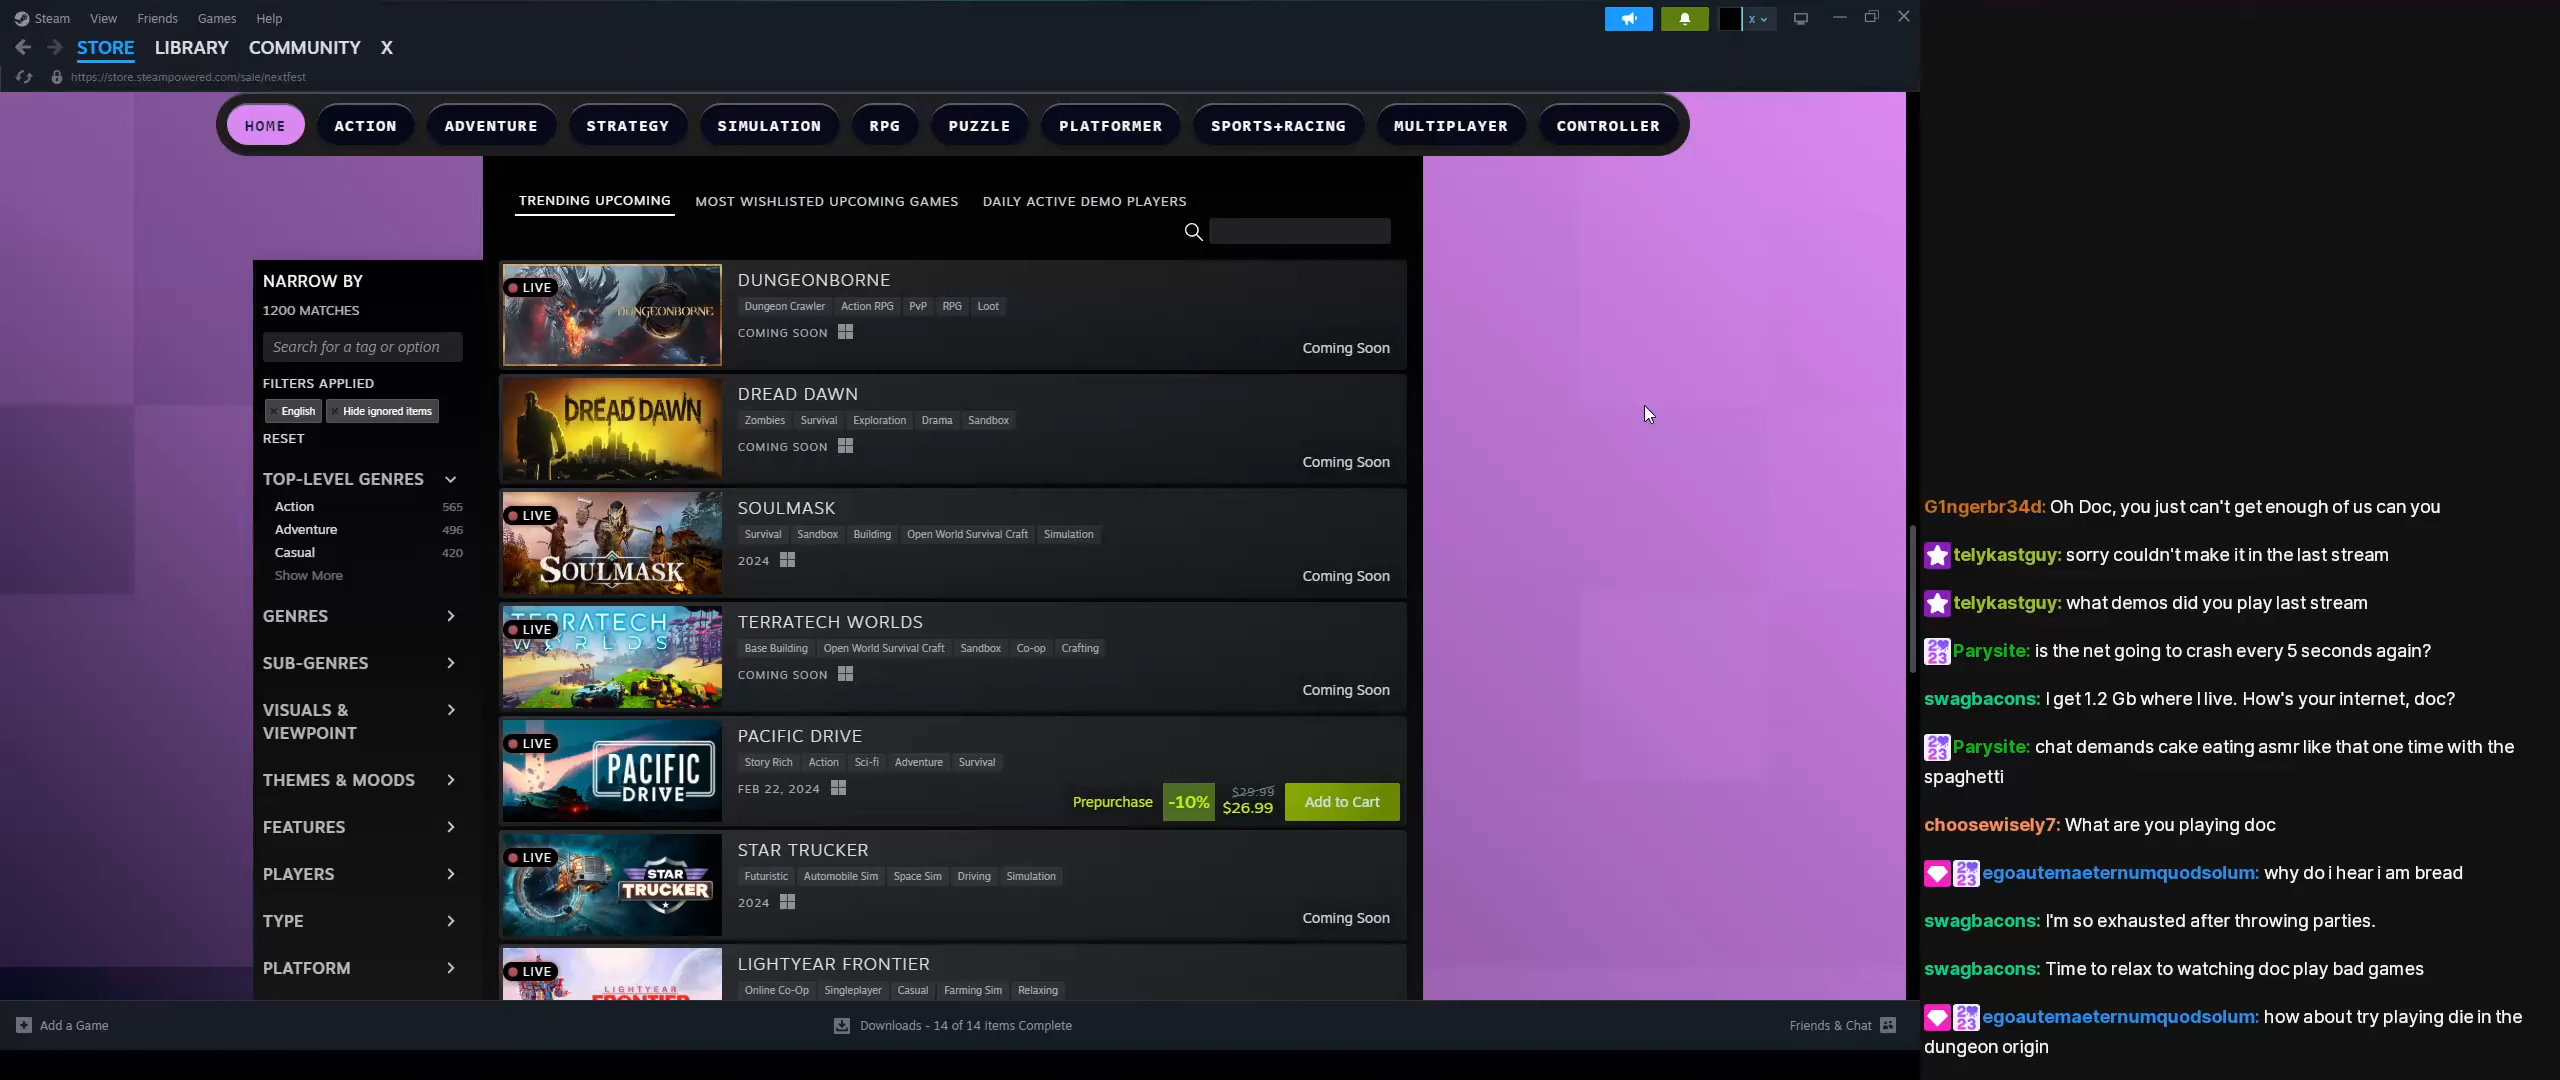 Steam View Friends Games Help x
STORE LIBRARY COMMUNITY X
https://store.steampowered.com/sale/nextfest
HOME ACTION ADVENTURE STRATEGY SIMULATION RPG PUZZLE PLATFORMER SPORTS+RACING MULTIPLAYER CONTROLLER
TRENDING UPCOMING MOST WISHLISTED UPCOMING GAMES DAILY ACTIVE DEMO PLAYERS
NARROW BY
1200 MATCHES
Search for a tag or option
FILTERS APPLIED
× English × Hide ignored items
RESET
TOP-LEVEL GENRES
Action 565
Adventure 496
Casual 420
Show More
GENRES
SUB-GENRES
VISUALS &
VIEWPOINT
THEMES & MOODS
FEATURES
PLAYERS
TYPE
PLATFORM
LIVE
DUNGEONBORNE
DUNGEONBORNE
Dungeon Crawler Action RPG PvP RPG Loot
COMING SOON
Coming Soon
DREAD DAWN
DREAD DAWN
Zombies Survival Exploration Drama Sandbox
COMING SOON
Coming Soon
LIVE
SOULMASK
SOULMASK
Survival Sandbox Building Open World Survival Craft Simulation
2024
Coming Soon
LIVE
TERRATECH WORLDS
Base Building Open World Survival Craft Sandbox Co-op Crafting
COMING SOON
Coming Soon
LIVE
PACIFIC
DRIVE
PACIFIC DRIVE
Story Rich Action Sci-fi Adventure Survival
FEB 22, 2024
Prepurchase -10% $29.99 $26.99 Add to Cart
LIVE
STAR
TRUCKER
STAR TRUCKER
Futuristic Automobile Sim Space Sim Driving Simulation
2024
Coming Soon
LIVE
LIGHTYEAR
FRONTIER
LIGHTYEAR FRONTIER
Online Co-Op Singleplayer Casual Farming Sim Relaxing
Add a Game Downloads - 14 of 14 Items Complete Friends & Chat
G1ngerbr34d: Oh Doc, you just can't get enough of us can you
telykastguy: sorry couldn't make it in the last stream
telykastguy: what demos did you play last stream
2023 Parysite: is the net going to crash every 5 seconds again?
swagbacons: I get 1.2 Gb where I live. How's your internet, doc?
2023 Parysite: chat demands cake eating asmr like that one time with the
spaghetti
choosewisely7: What are you playing doc
2023 egoautemaeternumquodsolum: why do i hear i am bread
swagbacons: I'm so exhausted after throwing parties.
swagbacons: Time to relax to watching doc play bad games
2023 egoautemaeternumquodsolum: how about try playing die in the
dungeon origin